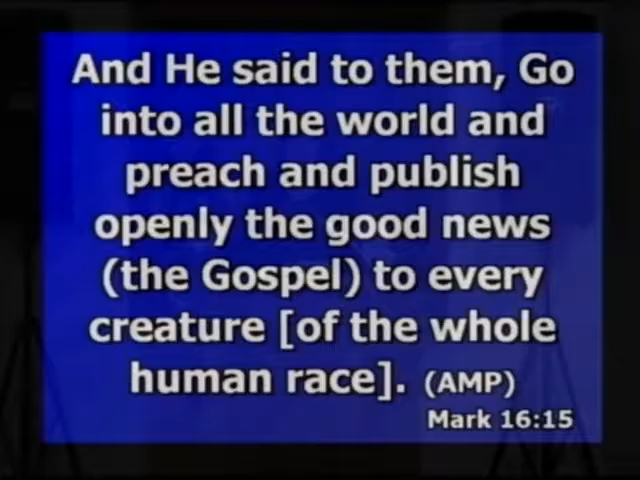 And He said to them, Go
into all the world and
preach and publish
openly the good news
(the Gospel) to every
creature [of the whole
human race]. (AMP)
Mark 16:15